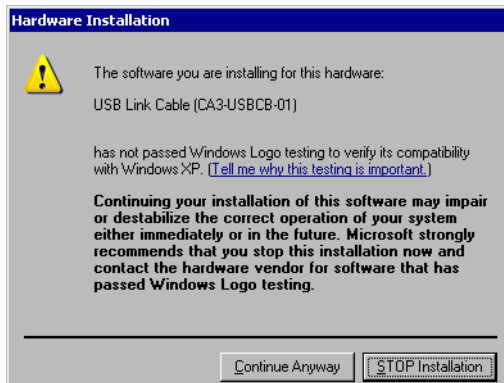 Hardware Installation
The software you are installing for this hardware:
USB Link Cable (CA3-USBCB-01)
has not passed Windows Logo testing to verify its compatibility
with Windows XP. (Tell me why this testing is important.)
Continuing your installation of this software may impair
or destabilize the correct operation of your system
either immediately or in the future. Microsoft strongly
recommends that you stop this installation now and
contact the hardware vendor for software that has
passed Windows Logo testing.
Continue Anyway STOP Installation